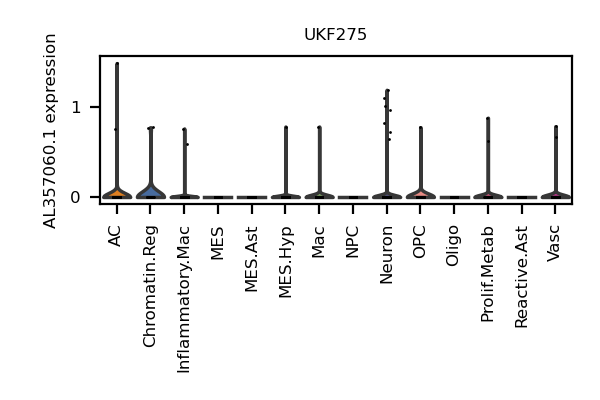 UKF275
AL357060.1 expression
1
0
AC
Chromatin.Reg
Inflammatory.Mac
MES
MES.Ast
MES.Hyp
Mac
NPC
Neuron
OPC
Oligo
Prolif.Metab
Reactive.Ast
Vasc